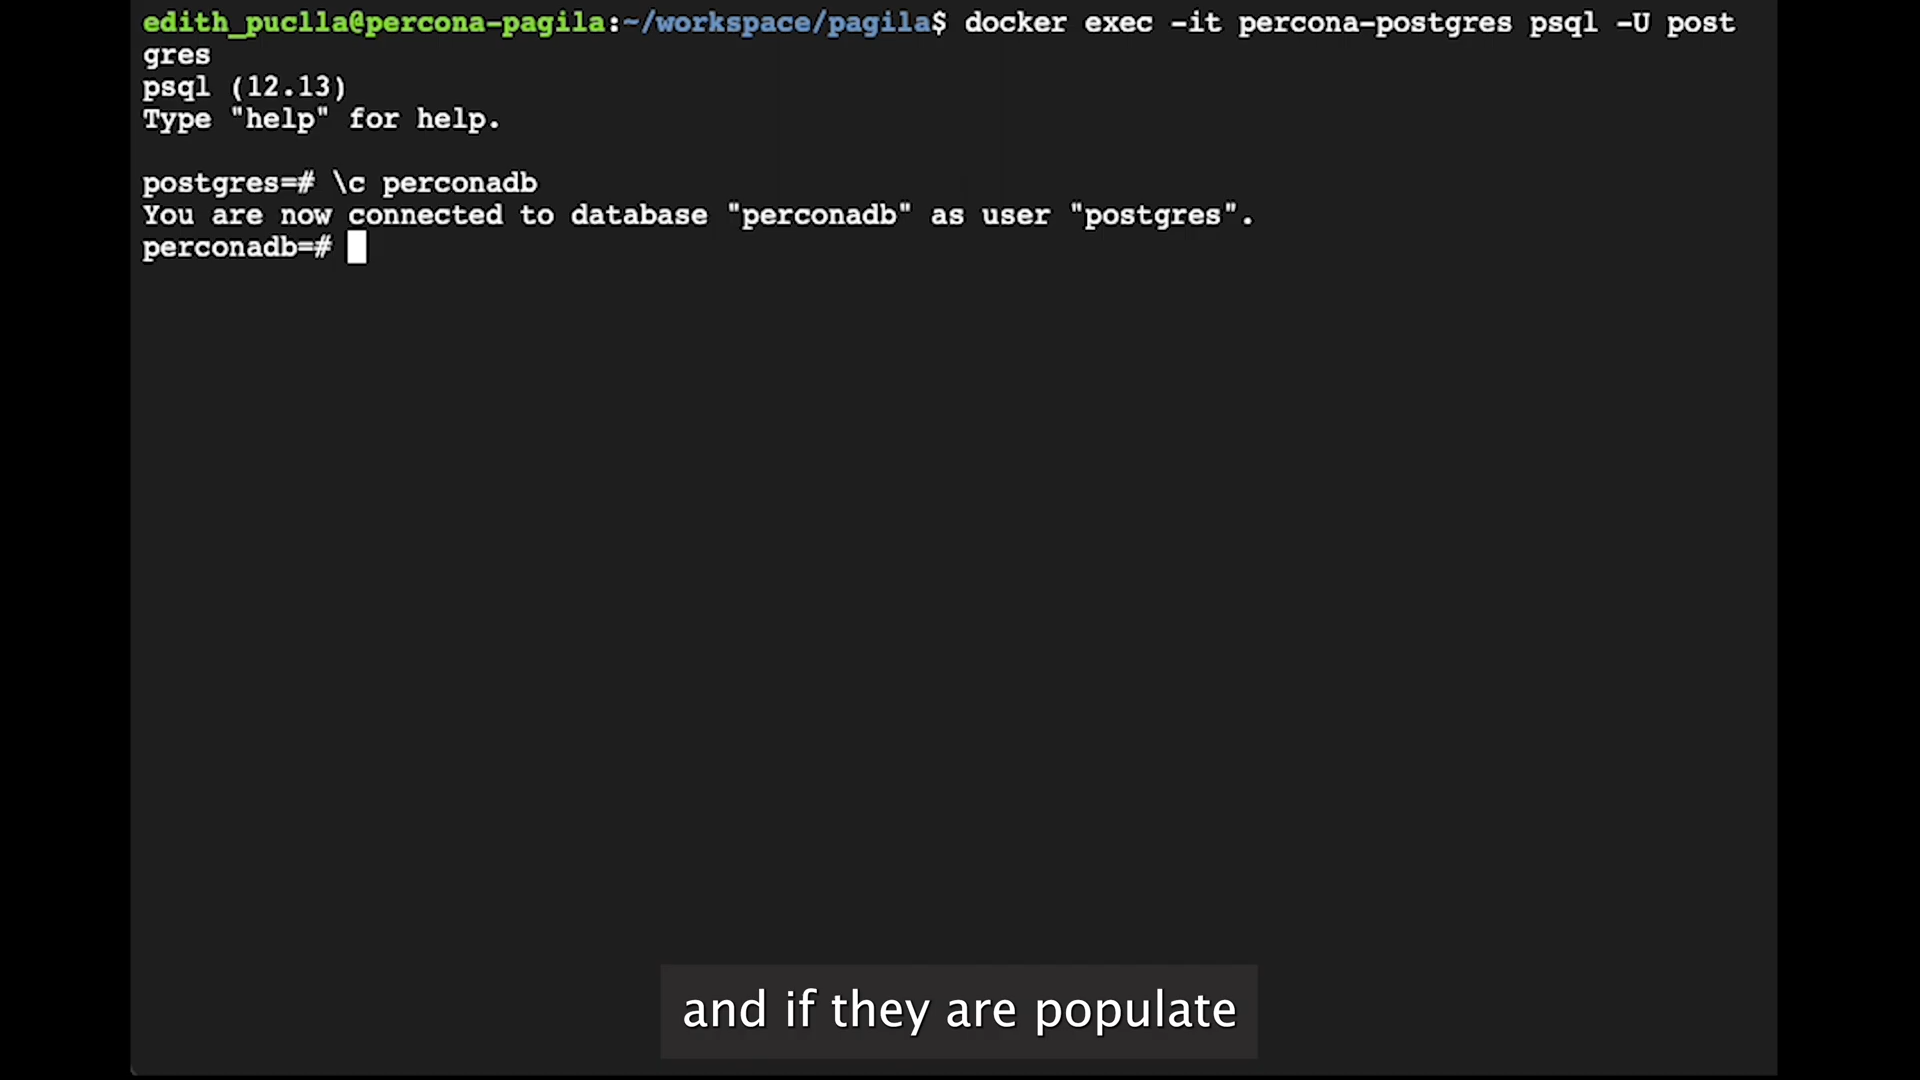 edith_puclla@percona-pagila:~/workspace/pagila$ docker exec -it percona-postgres psql -U post
gres
psql (12.13)
Type "help" for help.
postgres=# \c perconadb
You are now connected to database "perconadb" as user "postgres".
perconadb=#
and if they are populate